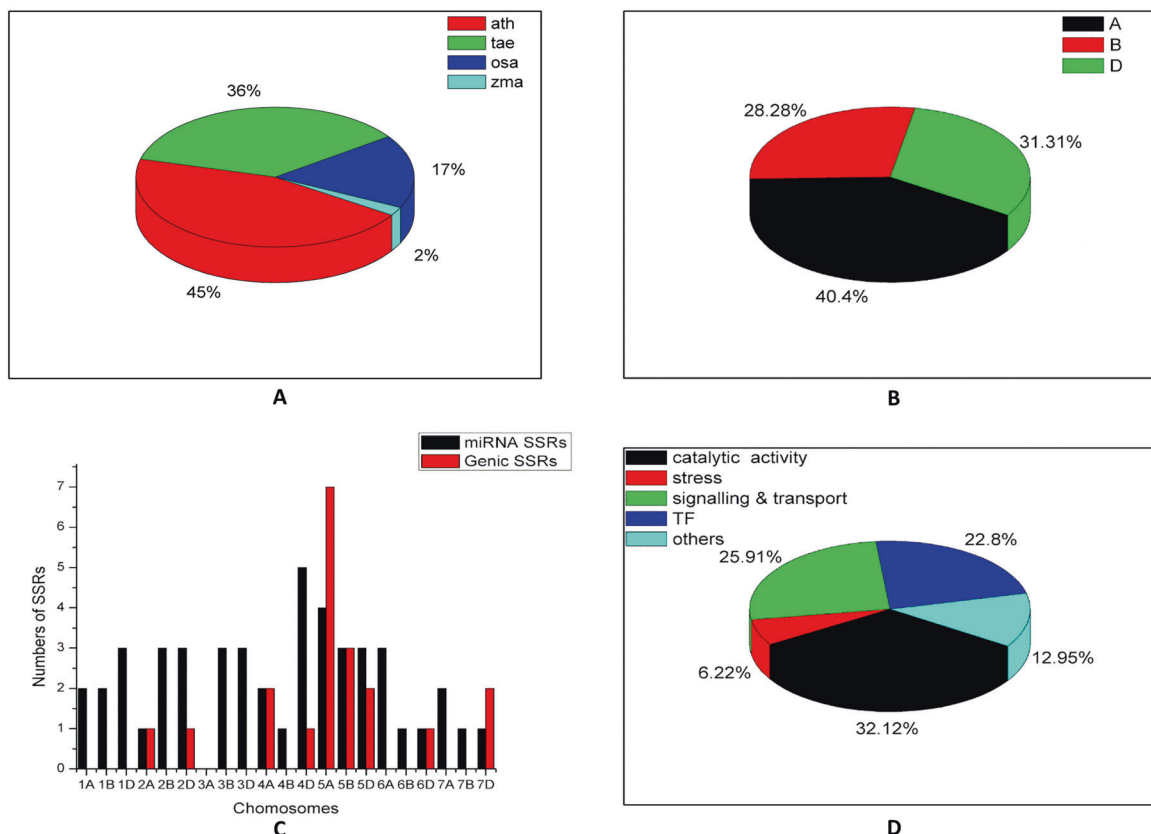 ath
tae
osa
zma
36%
17%
2%
45%
A
A
B
D
28.28%
31.31%
40.4%
B
miRNA SSRs
Genic SSRs
7
6
5
4
3
2
1
0
Numbers of SSRs
1A 1B 1D 2A 2B 2D 3A 3B 3D 4A 4B 4D 5A 5B 5D 6A 6B 6D 7A 7B 7D
Chomosomes
C
catalytic activity
stress
signalling & transport
TF
others
22.8%
25.91%
6.22%
12.95%
32.12%
D